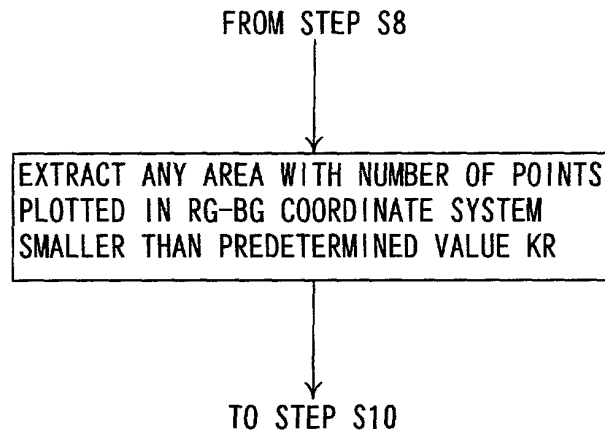 FROM STEP S8
EXTRACT ANY AREA WITH NUMBER OF POINTS
PLOTTED IN RG-BG COORDINATE SYSTEM
SMALLER THAN PREDETERMINED VALUE KR
TO STEP S10